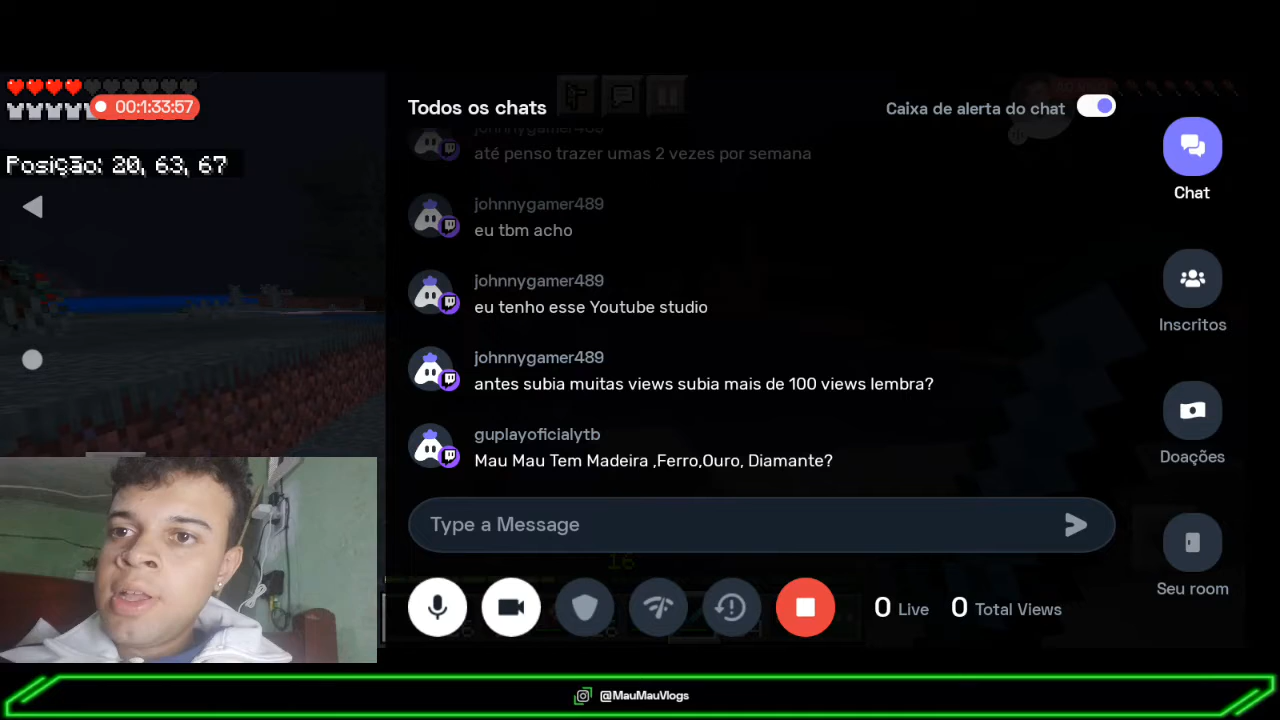 00:1:33:57
Posição: 20, 63, 67
Todos os chats
Caixa de alerta do chat
johnnygamer489
até penso trazer umas 2 vezes por semana
johnnygamer489
eu tbm acho
johnnygamer489
eu tenho esse Youtube studio
johnnygamer489
antes subia muitas views subia mais de 100 views lembra?
guplayoficialytb
Mau Mau Tem Madeira ,Ferro,Ouro, Diamante?
Type a Message
16
0 Live 0 Total Views
Chat
Inscritos
Doações
Seu room
@MauMauVlogs